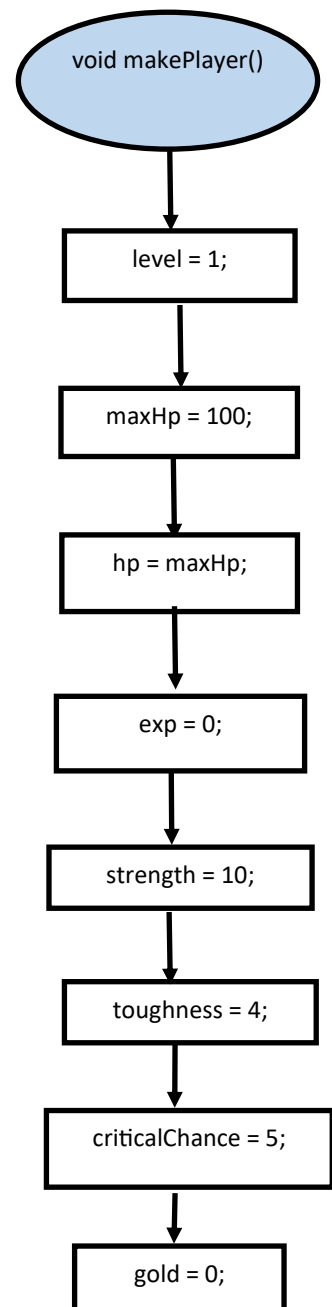 void makePlayer()
level = 1;
maxHp = 100;
hp = maxHp;
exp = 0;
strength = 10;
toughness = 4;
criticalChance = 5;
gold = 0;